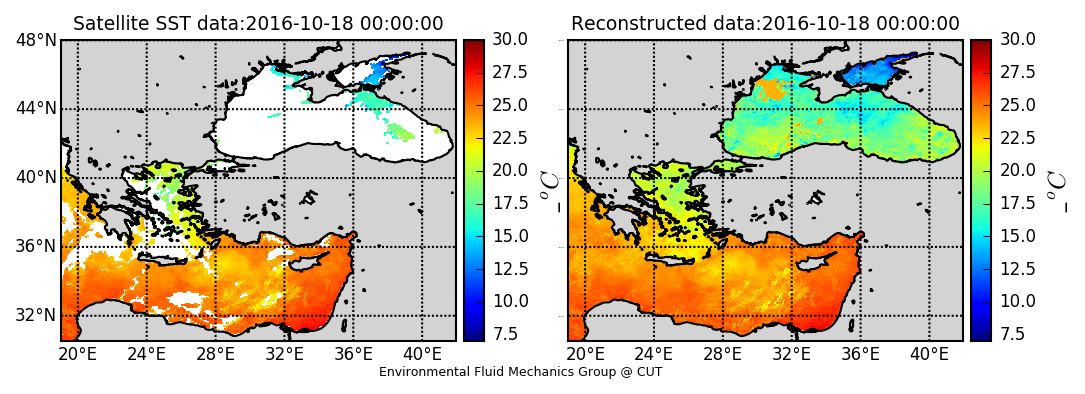 Satellite SST data:2016-10-18 00:00:00
48°N
44°N
40°N
36°N
32°N
20°E 24°E 28°E 32°E 36°E 40°E
30.0
27.5
25.0
22.5
20.0
17.5
15.0
12.5
10.0
7.5
_ °C
Reconstructed data:2016-10-18 00:00:00
20°E 24°E 28°E 32°E 36°E 40°E
30.0
27.5
25.0
22.5
20.0
17.5
15.0
12.5
10.0
7.5
_ °C
Environmental Fluid Mechanics Group @ CUT